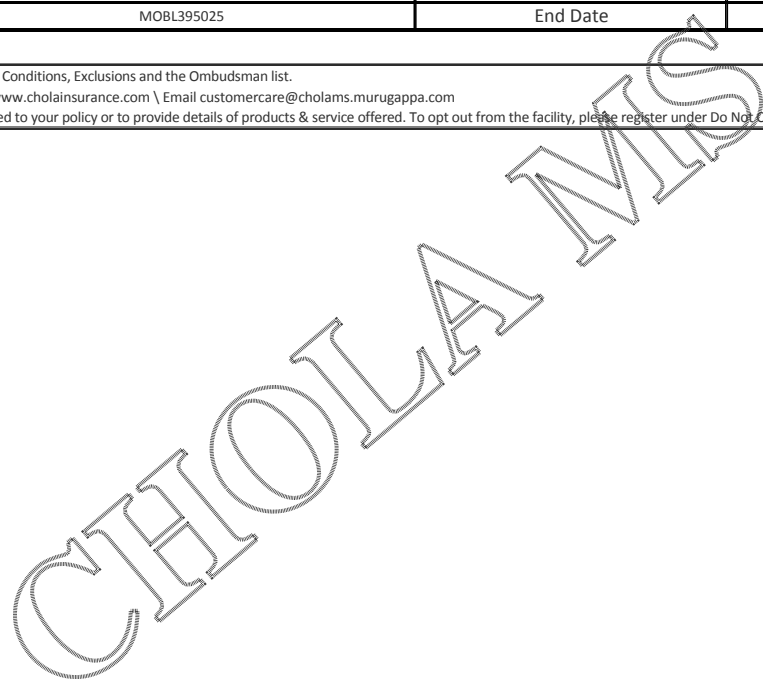 MOBL395025 End Date
Conditions, Exclusions and the Ombudsman list.
www.cholainsurance.com \ Email customercare@cholams.murugappa.com
ed to your policy or to provide details of products & service offered. To opt out from the facility, please register under Do Not
CHOLA MS